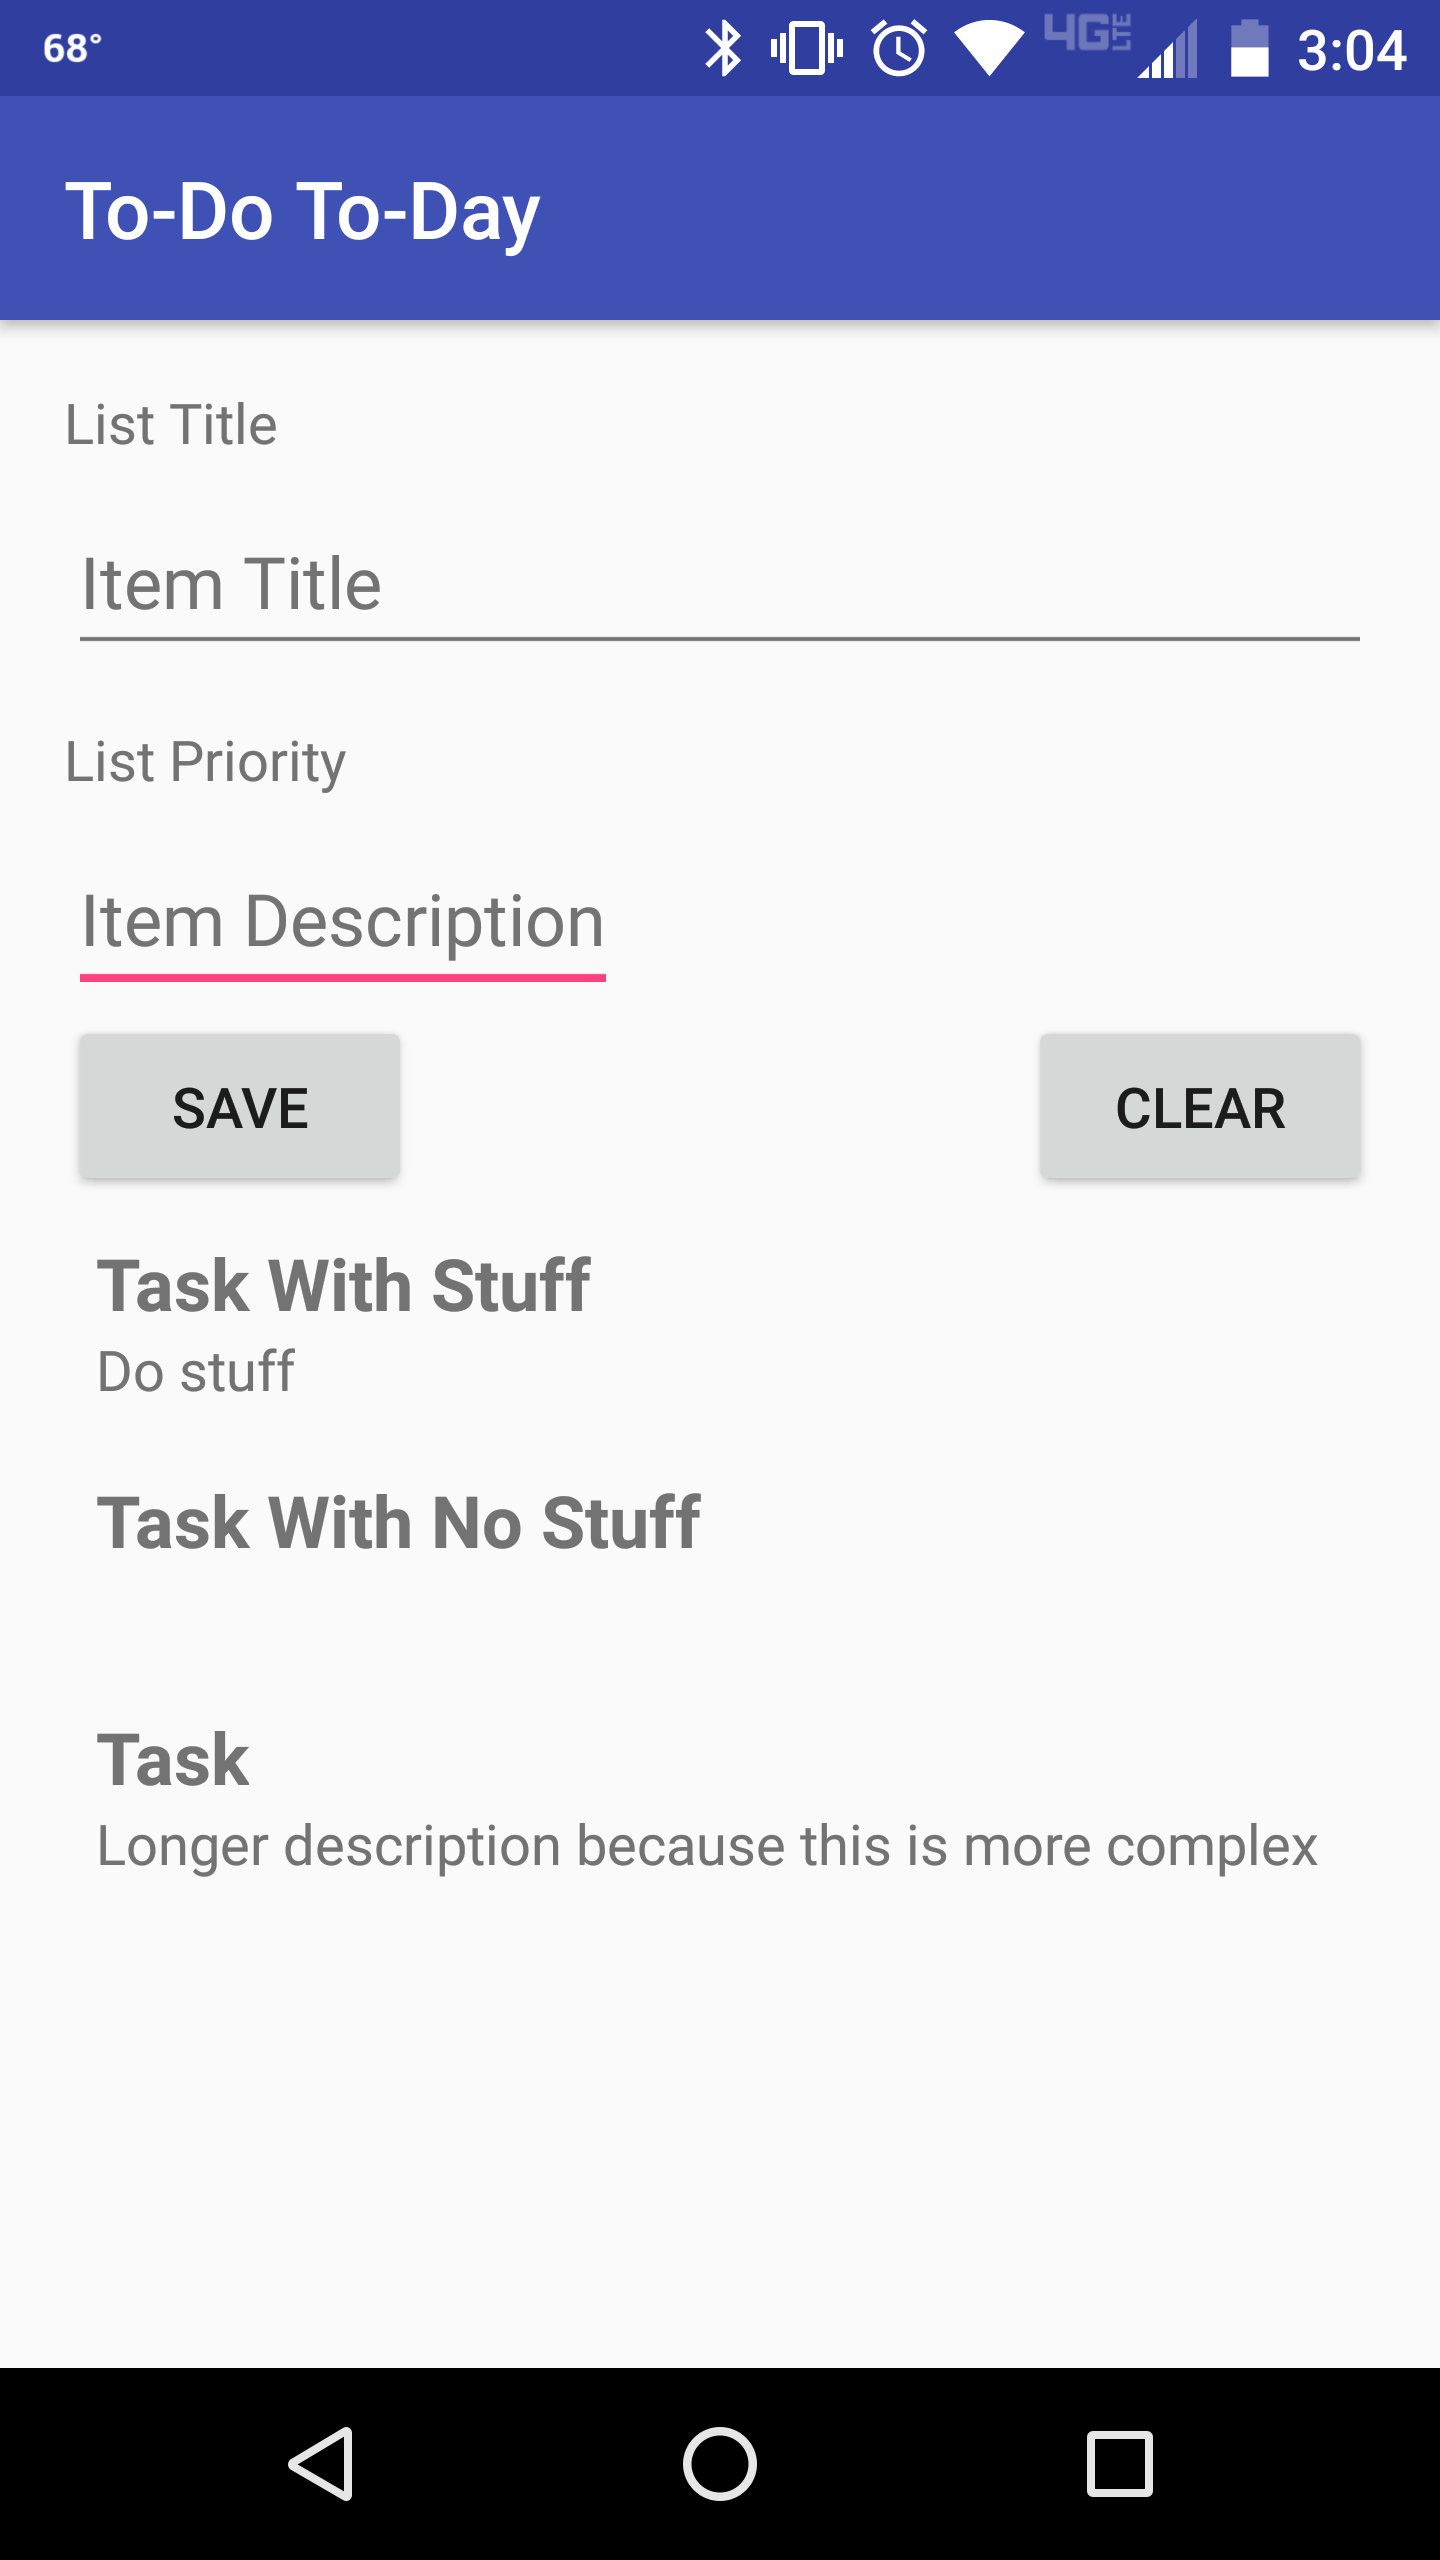 68°
4G LTE
3:04
To-Do To-Day
List Title
Item Title
List Priority
Item Description
SAVE
CLEAR
Task With Stuff
Do stuff
Task With No Stuff
Task
Longer description because this is more complex